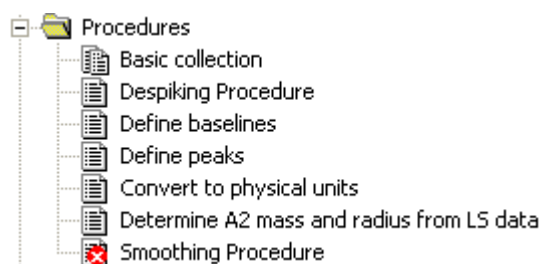 Procedures
Basic collection
Despiking Procedure
Define baselines
Define peaks
Convert to physical units
Determine A2 mass and radius from LS data
Smoothing Procedure